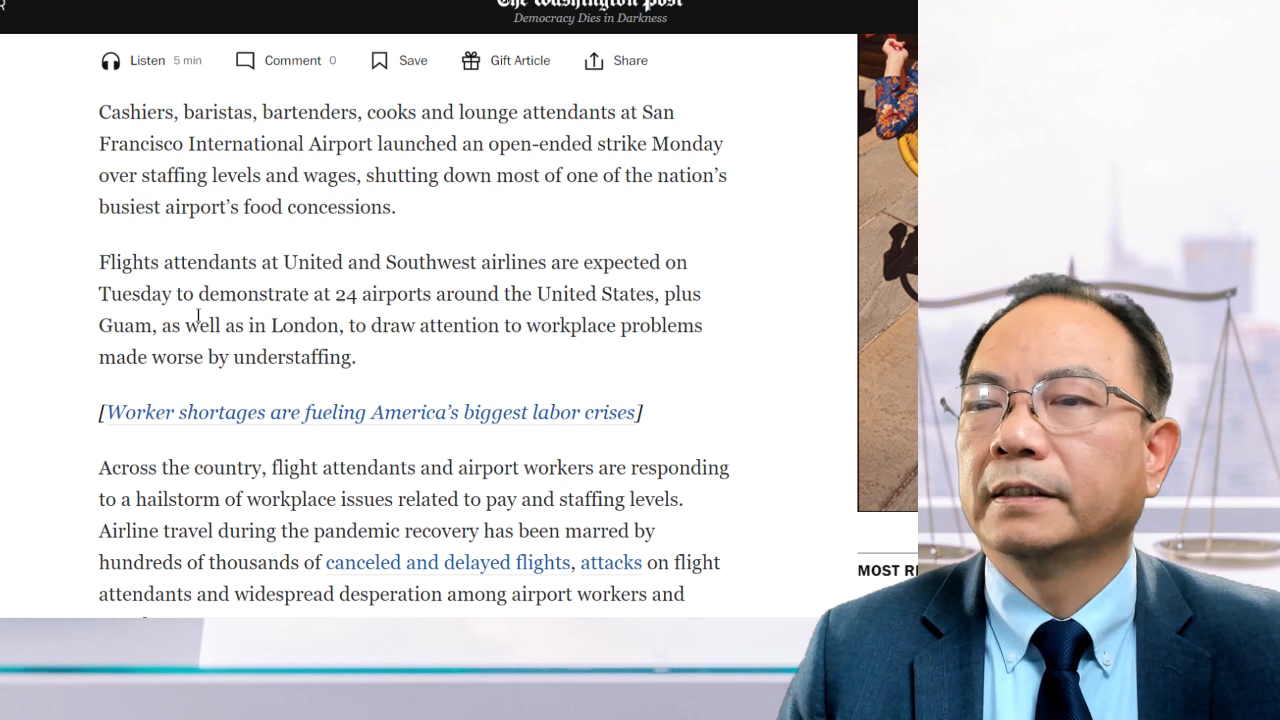 The Washington Post
Democracy Dies in Darkness
Listen 5 min Comment 0 Save Gift Article Share
Cashiers, baristas, bartenders, cooks and lounge attendants at San
Francisco International Airport launched an open-ended strike Monday
over staffing levels and wages, shutting down most of one of the nation’s
busiest airport’s food concessions.
Flights attendants at United and Southwest airlines are expected on
Tuesday to demonstrate at 24 airports around the United States, plus
Guam, as well as in London, to draw attention to workplace problems
made worse by understaffing.
[Worker shortages are fueling America’s biggest labor crises]
Across the country, flight attendants and airport workers are responding
to a hailstorm of workplace issues related to pay and staffing levels.
Airline travel during the pandemic recovery has been marred by
hundreds of thousands of canceled and delayed flights, attacks on flight
attendants and widespread desperation among airport workers and
MOST